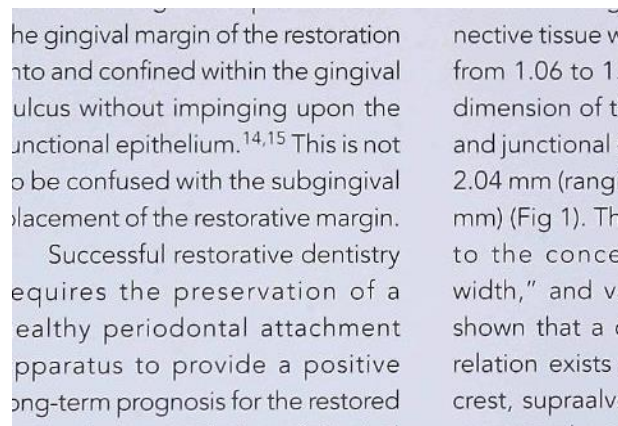 he gingival margin of the restoration
nto and confined within the gingival
ulcus without impinging upon the
unctional epithelium.14,15 This is not
o be confused with the subgingival
placement of the restorative margin.
Successful restorative dentistry
equires the preservation of a
ealthy periodontal attachment
pparatus to provide a positive
ong-term prognosis for the restored
nective tissue
from 1.06 to 1.
dimension of t
and junctional
2.04 mm (rangi
mm) (Fig 1). Th
to the conce
width," and v
shown that a
relation exists
crest, supraalv